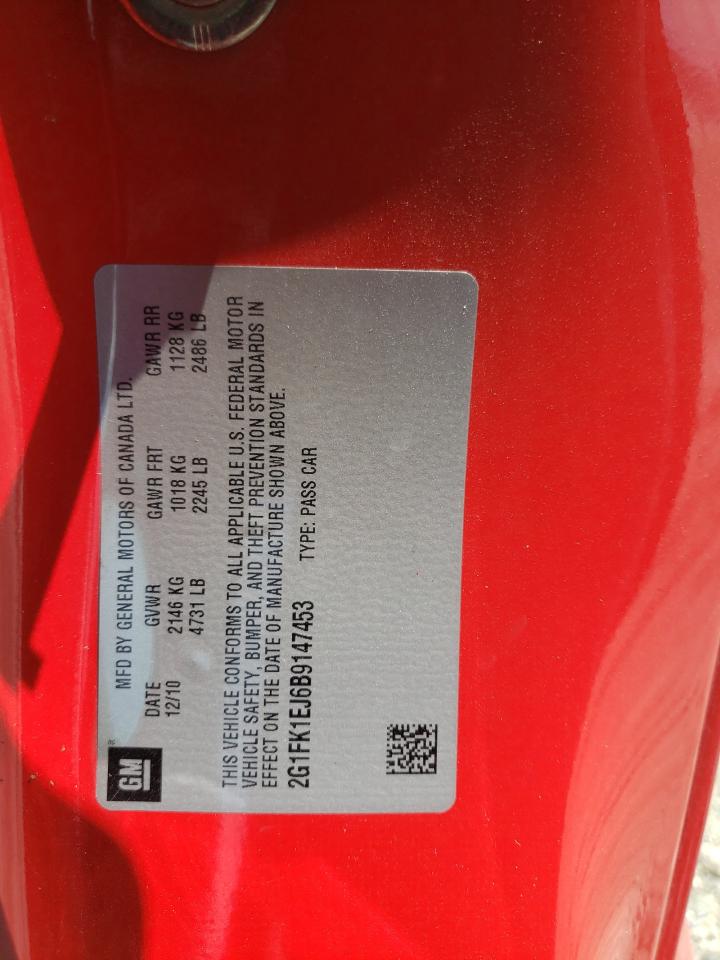 GM
MFD BY GENERAL MOTORS OF CANADA LTD.
DATE GVWR GAWR FRT GAWR RR
12/10 2146 KG 1018 KG 1128 KG
4731 LB 2245 LB 2486 LB
THIS VEHICLE CONFORMS TO ALL APPLICABLE U.S. FEDERAL MOTOR
VEHICLE SAFETY, BUMPER, AND THEFT PREVENTION STANDARDS IN
EFFECT ON THE DATE OF MANUFACTURE SHOWN ABOVE.
2G1FK1EJ6B9147453 TYPE: PASS CAR